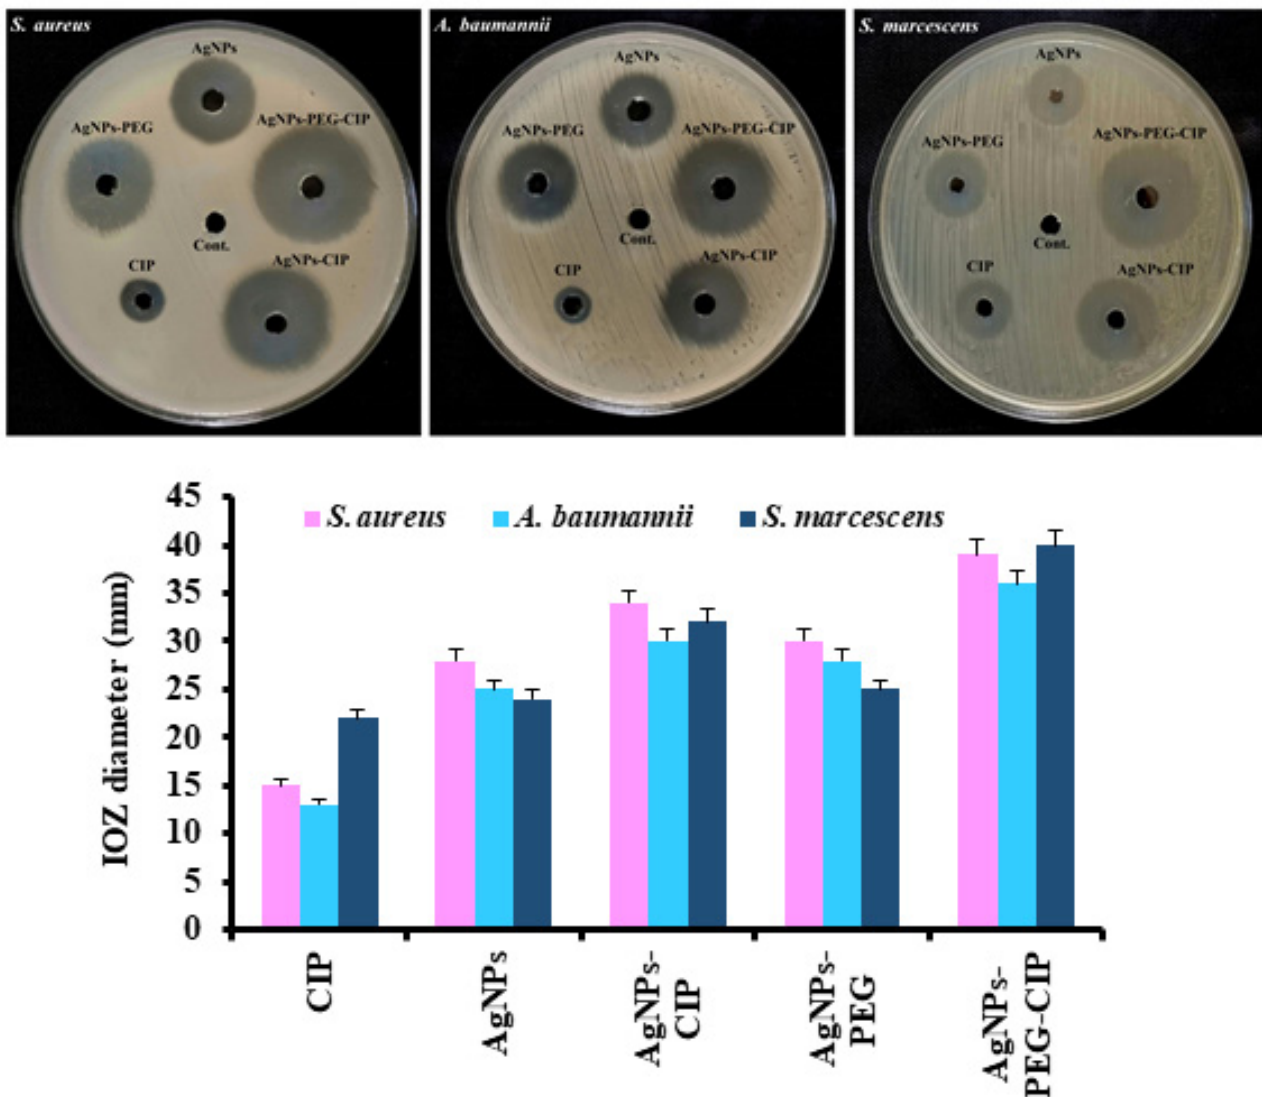 S. aureus
AgNPs
AgNPs-PEG
AgNPs-PEG-CIP
Cont.
CIP
AgNPs-CIP
A. baumannii
AgNPs
AgNPs-PEG
AgNPs-PEG-CIP
Cont.
CIP
AgNPs-CIP
S. marcescens
AgNPs
AgNPs-PEG
AgNPs-PEG-CIP
Cont.
CIP
AgNPs-CIP
S. aureus
A. baumannii
S. marcescens
IOZ diameter (mm)
45
40
35
30
25
20
15
10
5
0
CIP
AgNPs
AgNPs-
CIP
AgNPs-
PEG
AgNPs-
PEG-CIP